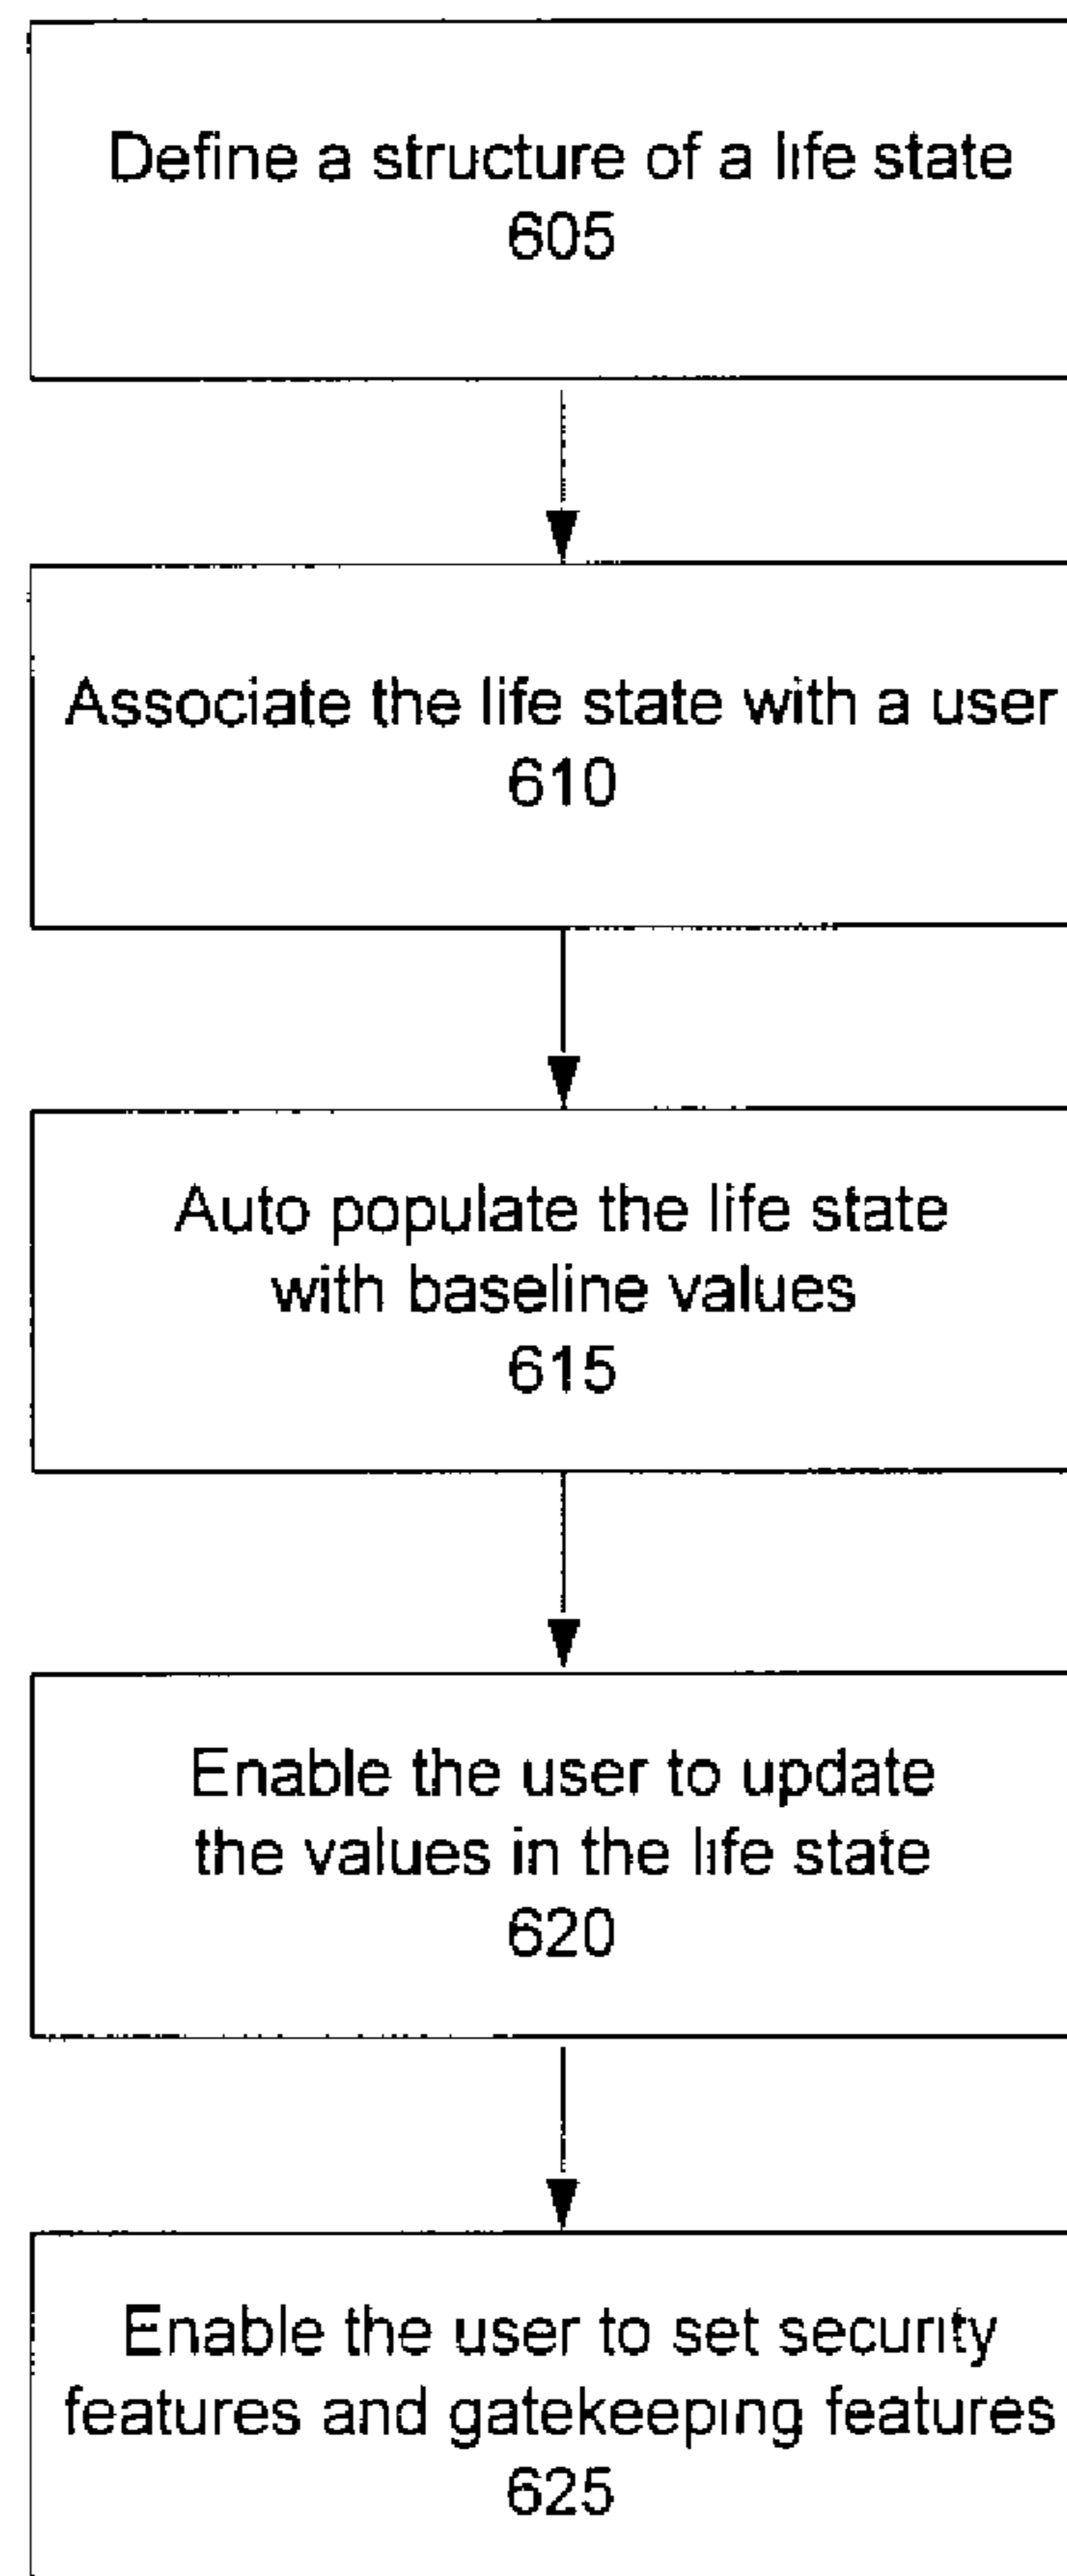 Define a structure of a life state
605
Associate the life state with a user
610
Auto populate the life state
with baseline values
615
Enable the user to update
the values in the life state
620
Enable the user to set security
features and gatekeeping features
625